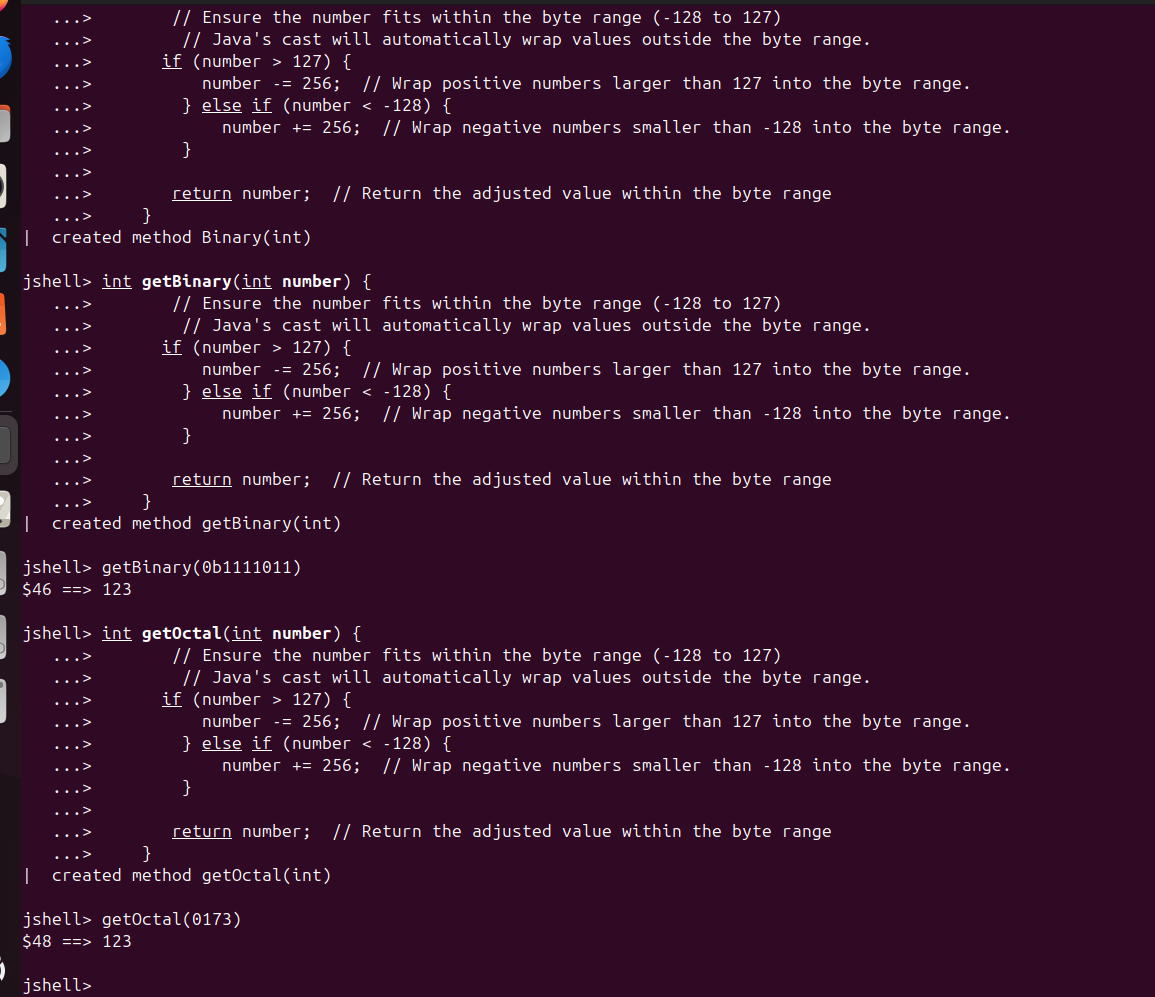 ...>        // Ensure the number fits within the byte range (-128 to 127)
...>         // Java's cast will automatically wrap values outside the byte range.
...>       if (number > 127) {
...>           number -= 256;  // Wrap positive numbers larger than 127 into the byte range.
...>         } else if (number < -128) {
...>             number += 256;  // Wrap negative numbers smaller than -128 into the byte range.
...>         }
...>
...>        return number;  // Return the adjusted value within the byte range
...>     }
|  created method Binary(int)
jshell> int getBinary(int number) {
...>        // Ensure the number fits within the byte range (-128 to 127)
...>         // Java's cast will automatically wrap values outside the byte range.
...>       if (number > 127) {
...>           number -= 256;  // Wrap positive numbers larger than 127 into the byte range.
...>         } else if (number < -128) {
...>             number += 256;  // Wrap negative numbers smaller than -128 into the byte range.
...>         }
...>
...>        return number;  // Return the adjusted value within the byte range
...>     }
|  created method getBinary(int)
jshell> getBinary(0b1111011)
$46 ==> 123
jshell> int getOctal(int number) {
...>        // Ensure the number fits within the byte range (-128 to 127)
...>         // Java's cast will automatically wrap values outside the byte range.
...>       if (number > 127) {
...>           number -= 256;  // Wrap positive numbers larger than 127 into the byte range.
...>         } else if (number < -128) {
...>             number += 256;  // Wrap negative numbers smaller than -128 into the byte range.
...>         }
...>
...>        return number;  // Return the adjusted value within the byte range
...>     }
|  created method getOctal(int)
jshell> getOctal(0173)
$48 ==> 123
jshell>